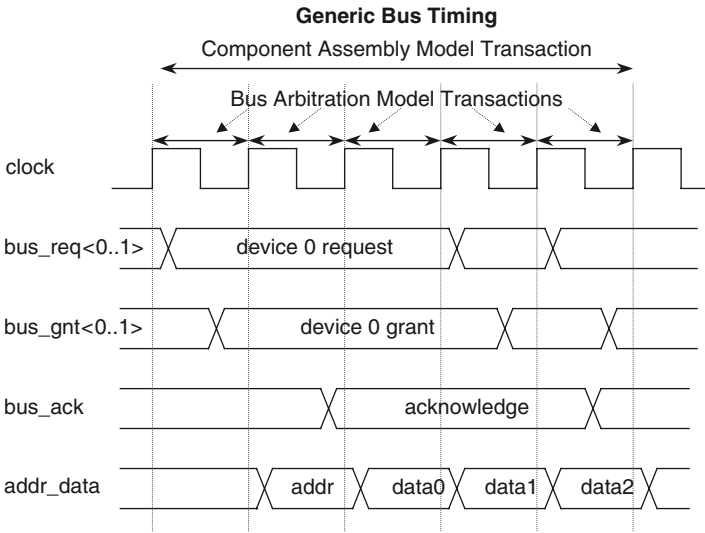 Generic Bus Timing
Component Assembly Model Transaction
Bus Arbitration Model Transactions
clock
bus_req<0..1>
device 0 request
bus_gnt<0..1>
device 0 grant
bus_ack
acknowledge
addr_data
addr
data0
data1
data2